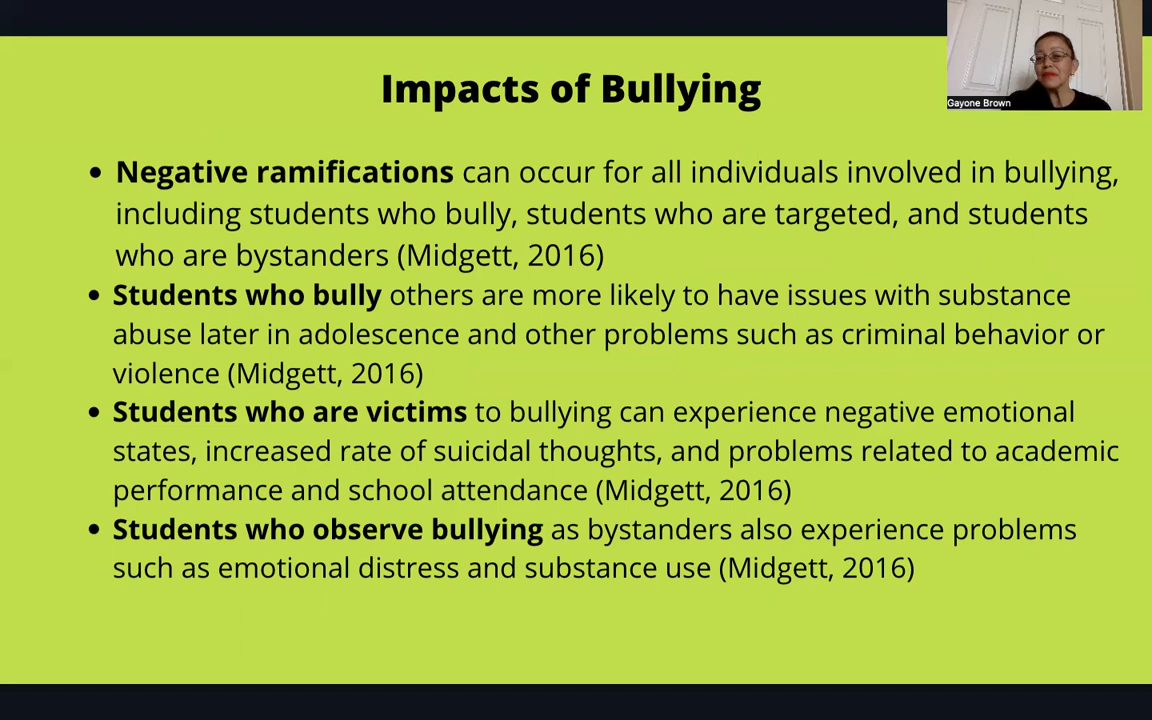 Impacts of Bullying
Gayone Brown
• Negative ramifications can occur for all individuals involved in bullying,
including students who bully, students who are targeted, and students
who are bystanders (Midgett, 2016)
• Students who bully others are more likely to have issues with substance
abuse later in adolescence and other problems such as criminal behavior or
violence (Midgett, 2016)
• Students who are victims to bullying can experience negative emotional
states, increased rate of suicidal thoughts, and problems related to academic
performance and school attendance (Midgett, 2016)
• Students who observe bullying as bystanders also experience problems
such as emotional distress and substance use (Midgett, 2016)